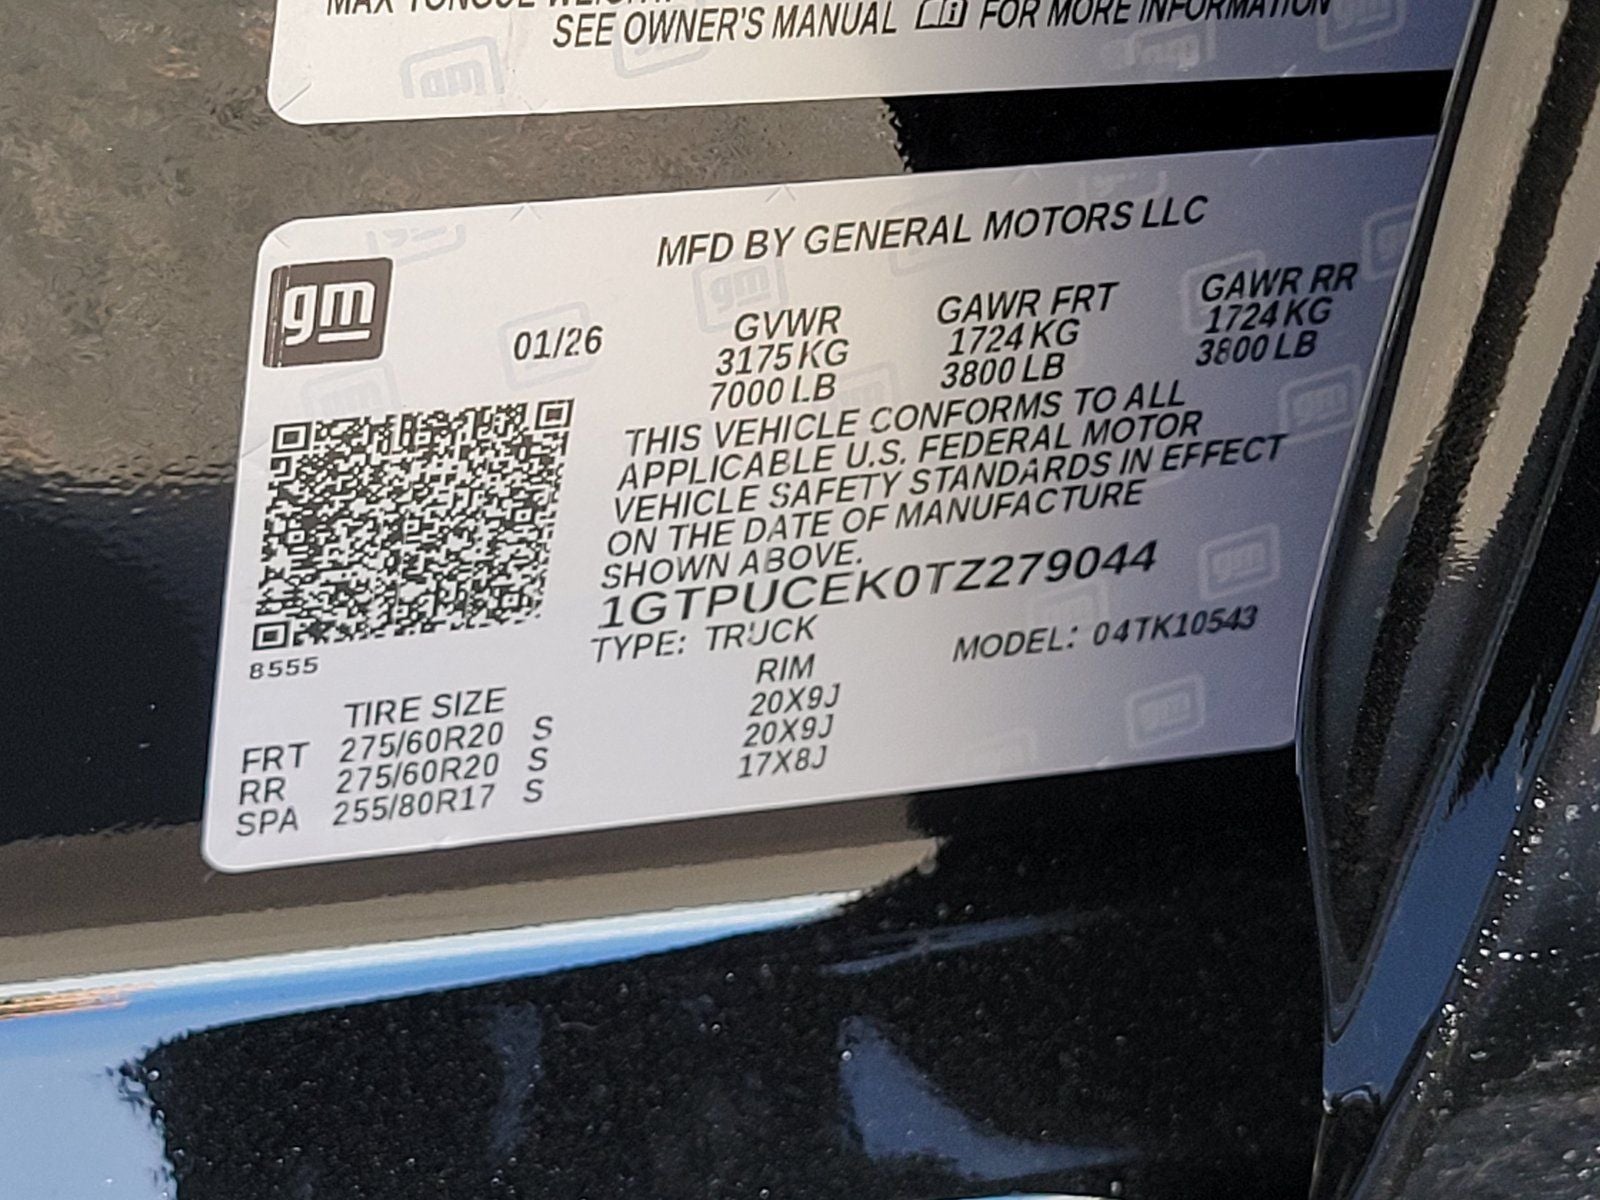 MAX TONGUE WEIGHT:
SEE OWNER'S MANUAL FOR MORE INFORMATION
MFD BY GENERAL MOTORS LLC
gm
01/26
GVWR GAWR FRT GAWR RR
3175 KG 1724 KG 1724 KG
7000 LB 3800 LB 3800 LB
THIS VEHICLE CONFORMS TO ALL
APPLICABLE U.S. FEDERAL MOTOR
VEHICLE SAFETY STANDARDS IN EFFECT
ON THE DATE OF MANUFACTURE
SHOWN ABOVE.
1GTPUCEK0TZ279044
TYPE: TRUCK MODEL: 04TK10543
8555
TIRE SIZE RIM
FRT 275/60R20 S 20X9J
RR 275/60R20 S 20X9J
SPA 255/80R17 S 17X8J